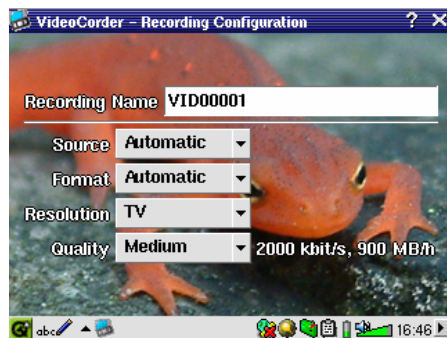 VideoCorder – Recording Configuration ? X
Recording Name VID00001
Source Automatic
Format Automatic
Resolution TV
Quality Medium 2000 kbit/s, 900 MB/h
abc 16:46